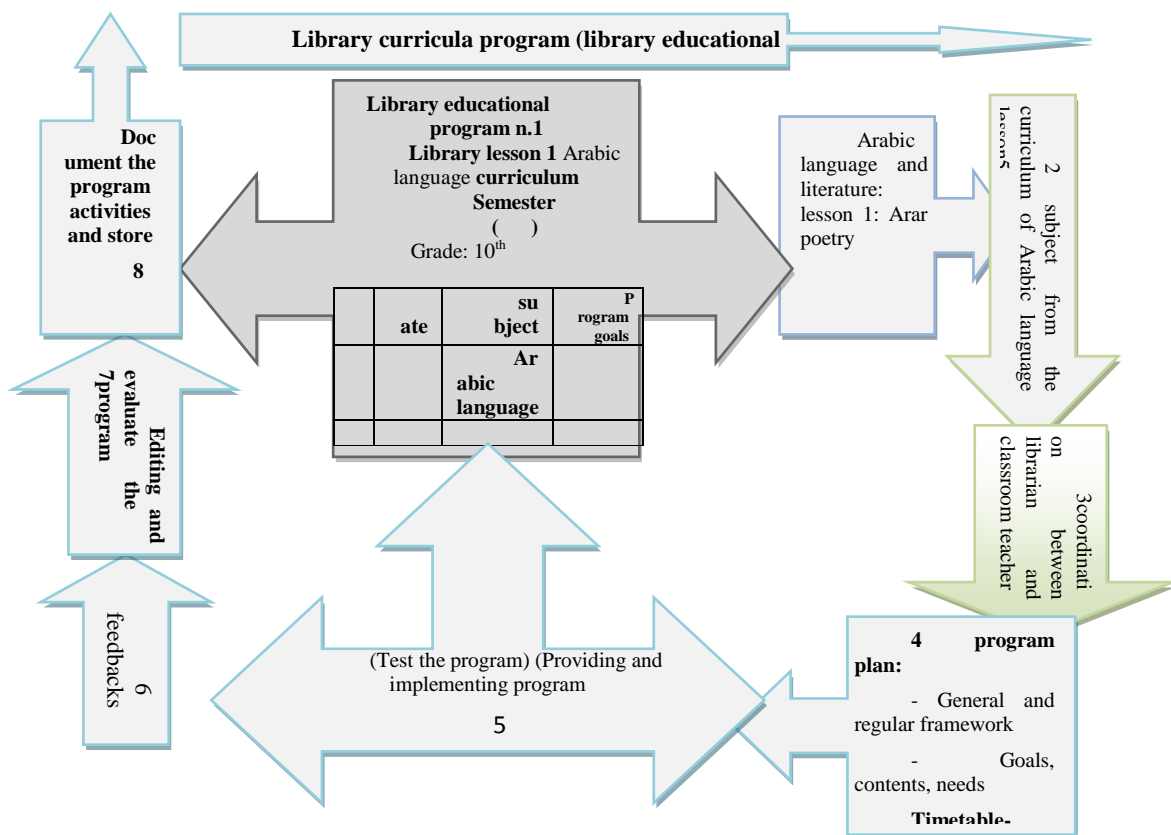 Library curricula program (library educational
Doc
ument the
program
activities
and store
8
Library educational
program n.1
Library lesson 1 Arabic
language curriculum
Semester
( )
Grade: 10th
ate
su
bject
P
rogram
goals
Ar
abic
language
Arabic
language and
literature:
lesson 1: Arar
poetry
2 subject from the
curriculum of Arabic language
lesson5
3coordinati
on between
librarian and
classroom teacher
4 program
plan:
- General and
regular framework
- Goals,
contents, needs
Timetable-
(Test the program) (Providing and
implementing program
5
6
feedbacks
Editing and
evaluate the
7program